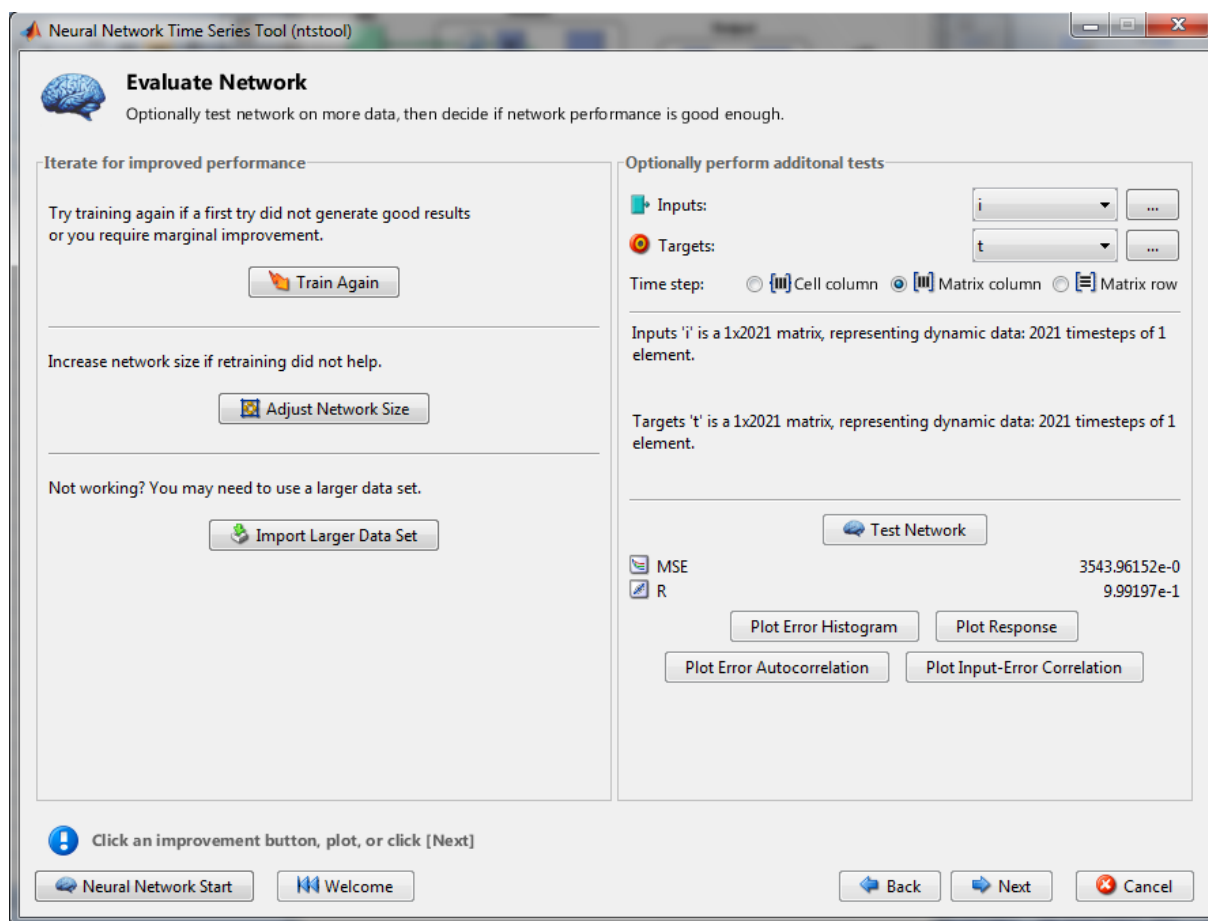 Neural Network Time Series Tool (ntstool)
Evaluate Network
Optionally test network on more data, then decide if network performance is good enough.
Iterate for improved performance
Try training again if a first try did not generate good results
or you require marginal improvement.
Train Again
Increase network size if retraining did not help.
Adjust Network Size
Not working? You may need to use a larger data set.
Import Larger Data Set
Optionally perform additonal tests
Inputs: i ...
Targets: t ...
Time step: Cell column Matrix column Matrix row
Inputs 'i' is a 1x2021 matrix, representing dynamic data: 2021 timesteps of 1
element.
Targets 't' is a 1x2021 matrix, representing dynamic data: 2021 timesteps of 1
element.
Test Network
MSE 3543.96152e-0
R 9.99197e-1
Plot Error Histogram Plot Response
Plot Error Autocorrelation Plot Input-Error Correlation
Click an improvement button, plot, or click [Next]
Neural Network Start Welcome Back Next Cancel